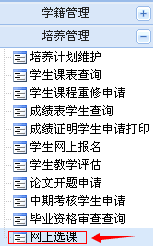 学籍管理
培养管理
培养计划维护
学生课表查询
学生课程重修申请
成绩表学生查询
成绩证明学生申请打印
学生网上报名
学生教学评估
论文开题申请
中期考核学生申请
毕业资格审查查询
网上选课